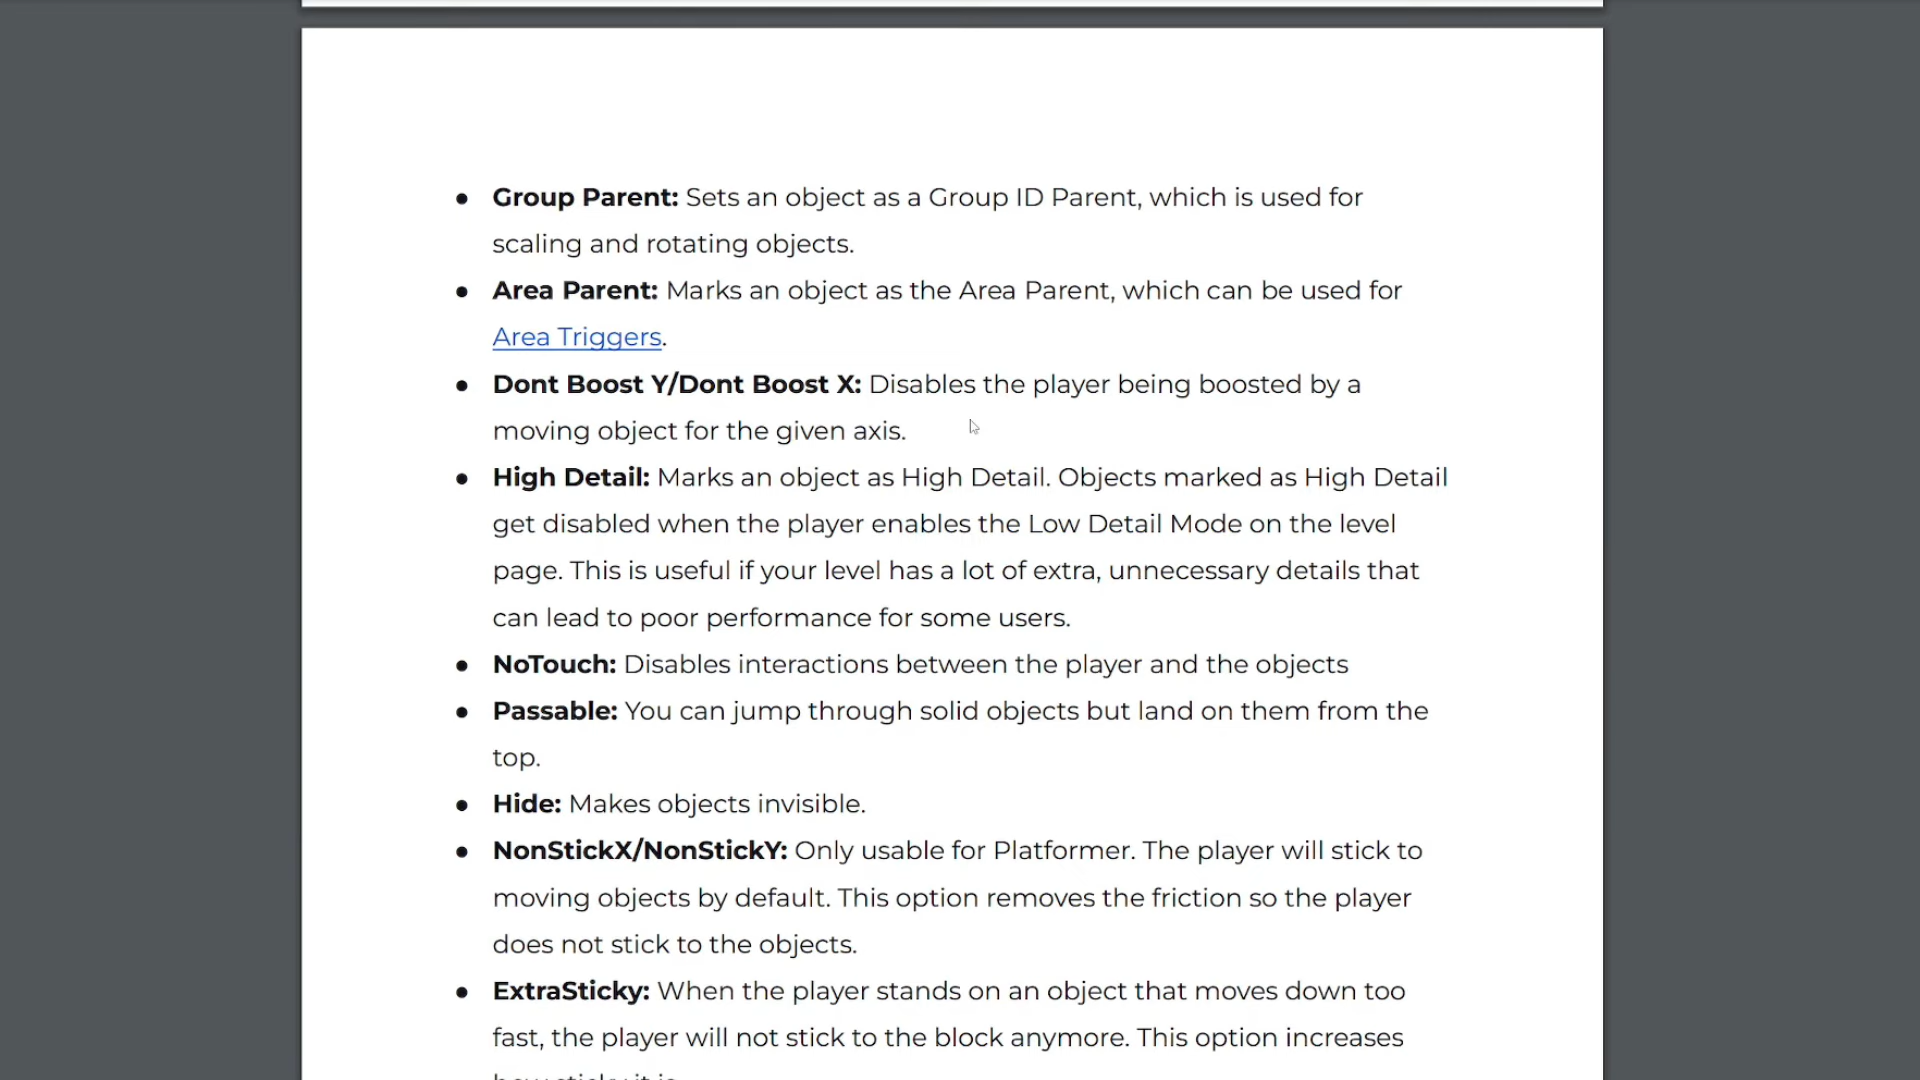 ● Group Parent: Sets an object as a Group ID Parent, which is used for
scaling and rotating objects.
● Area Parent: Marks an object as the Area Parent, which can be used for
Area Triggers.
● Dont Boost Y/Dont Boost X: Disables the player being boosted by a
moving object for the given axis.
● High Detail: Marks an object as High Detail. Objects marked as High Detail
get disabled when the player enables the Low Detail Mode on the level
page. This is useful if your level has a lot of extra, unnecessary details that
can lead to poor performance for some users.
● NoTouch: Disables interactions between the player and the objects
● Passable: You can jump through solid objects but land on them from the
top.
● Hide: Makes objects invisible.
● NonStickX/NonStickY: Only usable for Platformer. The player will stick to
moving objects by default. This option removes the friction so the player
does not stick to the objects.
● ExtraSticky: When the player stands on an object that moves down too
fast, the player will not stick to the block anymore. This option increases
how sticky it is.